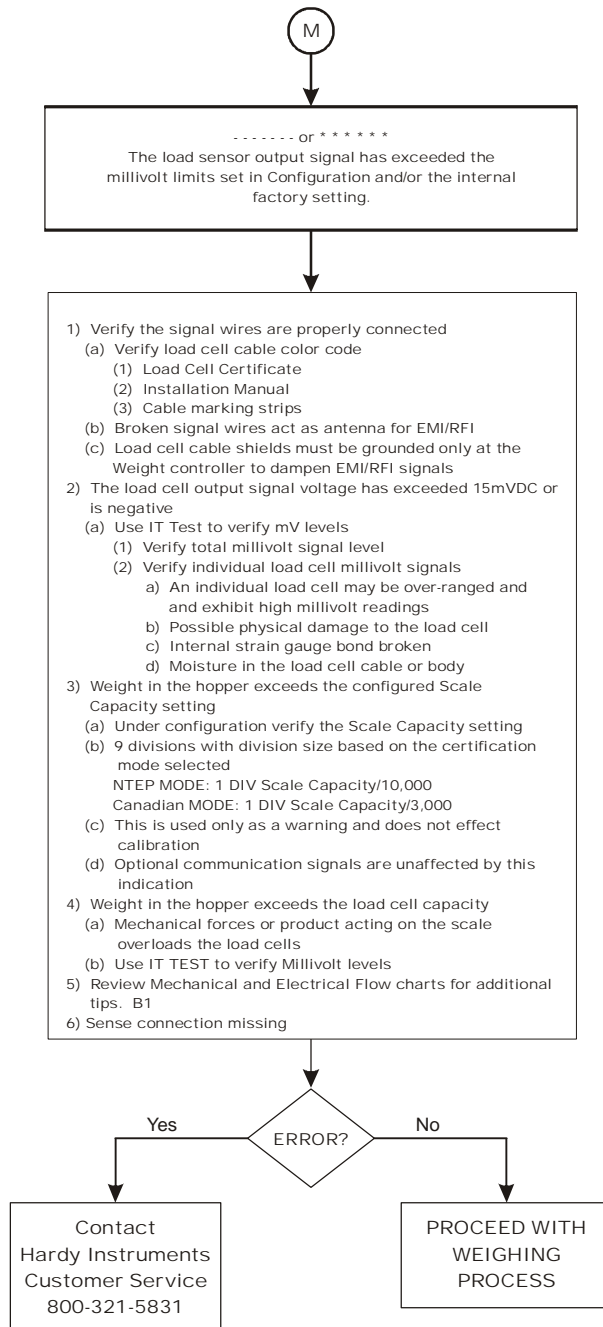 M
- - - - - - - or * * * * * *
The load sensor output signal has exceeded the
millivolt limits set in Configuration and/or the internal
factory setting.
1) Verify the signal wires are properly connected
(a) Verify load cell cable color code
(1) Load Cell Certificate
(2) Installation Manual
(3) Cable marking strips
(b) Broken signal wires act as antenna for EMI/RFI
(c) Load cell cable shields must be grounded only at the
Weight controller to dampen EMI/RFI signals
2) The load cell output signal voltage has exceeded 15mVDC or
is negative
(a) Use IT Test to verify mV levels
(1) Verify total millivolt signal level
(2) Verify individual load cell millivolt signals
a) An individual load cell may be over-ranged and
and exhibit high millivolt readings
b) Possible physical damage to the load cell
c) Internal strain gauge bond broken
d) Moisture in the load cell cable or body
3) Weight in the hopper exceeds the configured Scale
Capacity setting
(a) Under configuration verify the Scale Capacity setting
(b) 9 divisions with division size based on the certification
mode selected
NTEP MODE: 1 DIV Scale Capacity/10,000
Canadian MODE: 1 DIV Scale Capacity/3,000
(c) This is used only as a warning and does not effect
calibration
(d) Optional communication signals are unaffected by this
indication
4) Weight in the hopper exceeds the load cell capacity
(a) Mechanical forces or product acting on the scale
overloads the load cells
(b) Use IT TEST to verify Millivolt levels
5) Review Mechanical and Electrical Flow charts for additional
tips. B1
6) Sense connection missing
Yes
ERROR?
No
Contact
Hardy Instruments
Customer Service
800-321-5831
PROCEED WITH
WEIGHING
PROCESS